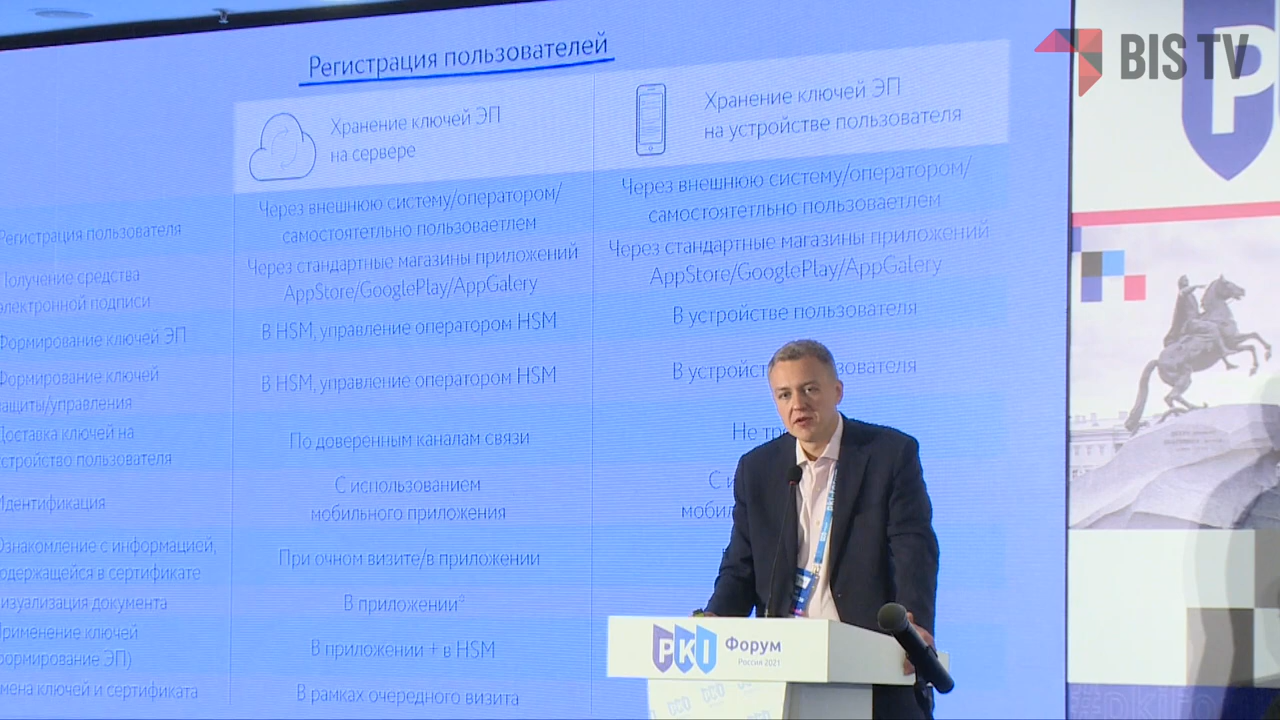 BIS TV
Регистрация пользователей
Хранение ключей ЭП
на сервере
Хранение ключей ЭП
на устройстве пользователя
Регистрация пользователя
Через внешнюю систему/оператором/
самостоятетльно пользоваетлем
Через внешнюю систему/оператором/
самостоятетльно пользоваетлем
Получение средства
электронной подписи
Через стандартные магазины приложений
AppStore/GooglePlay/AppGalery
Через стандартные магазины приложений
AppStore/GooglePlay/AppGalery
Формирование ключей ЭП
В HSM, управление оператором HSM
В устройстве пользователя
Формирование ключей
защиты/управления
В HSM, управление оператором HSM
Доставка ключей на
устройство пользователя
По доверенным каналам связи
Не
Идентификация
С использованием
мобильного приложения
С
Ознакомление с информацией,
содержащейся в сертификате
При очном визите/в приложении
визуализация документа
В приложении
Применение ключей
формирование ЭП)
В приложении + в HSM
мена ключей и сертификата
В рамках очередного визита
PKI
Форум
Россия 2021
P